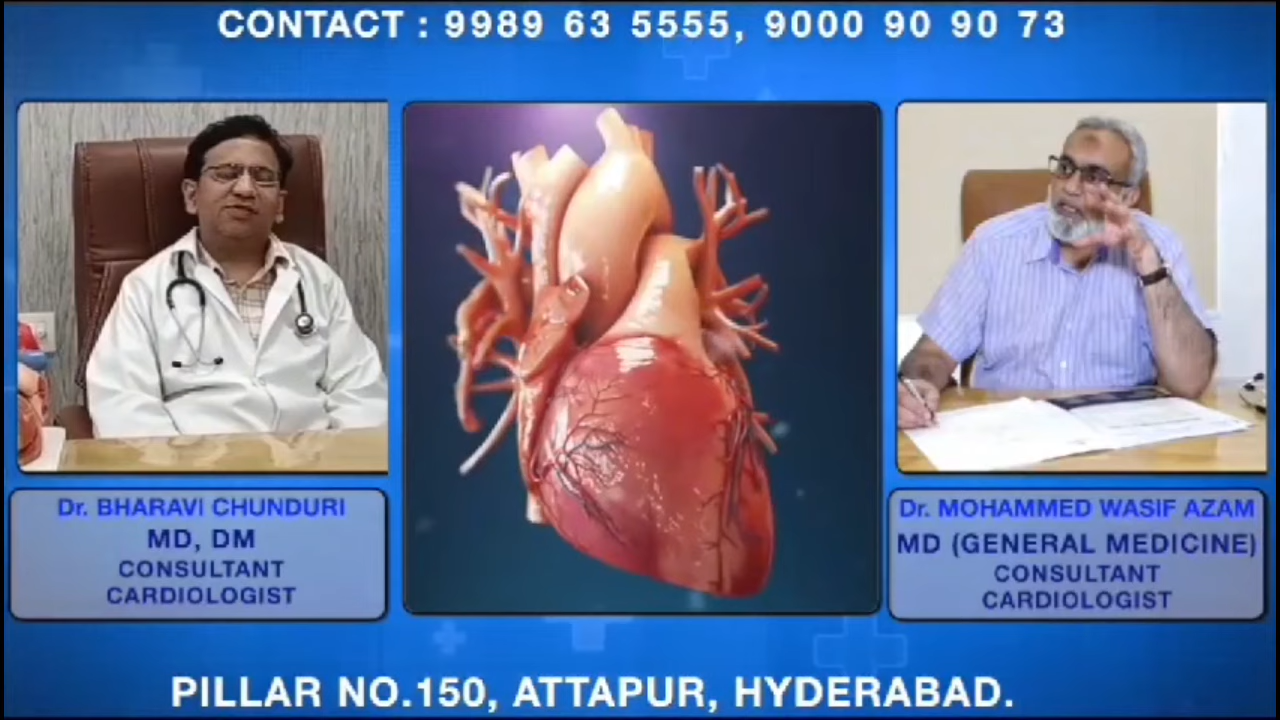 CONTACT : 9989 63 5555, 9000 90 90 73
Dr. BHARAVI CHUNDURI
MD, DM
CONSULTANT
CARDIOLOGIST
Dr. MOHAMMED WASIF AZAM
MD (GENERAL MEDICINE)
CONSULTANT
CARDIOLOGIST
PILLAR NO.150, ATTAPUR, HYDERABAD.